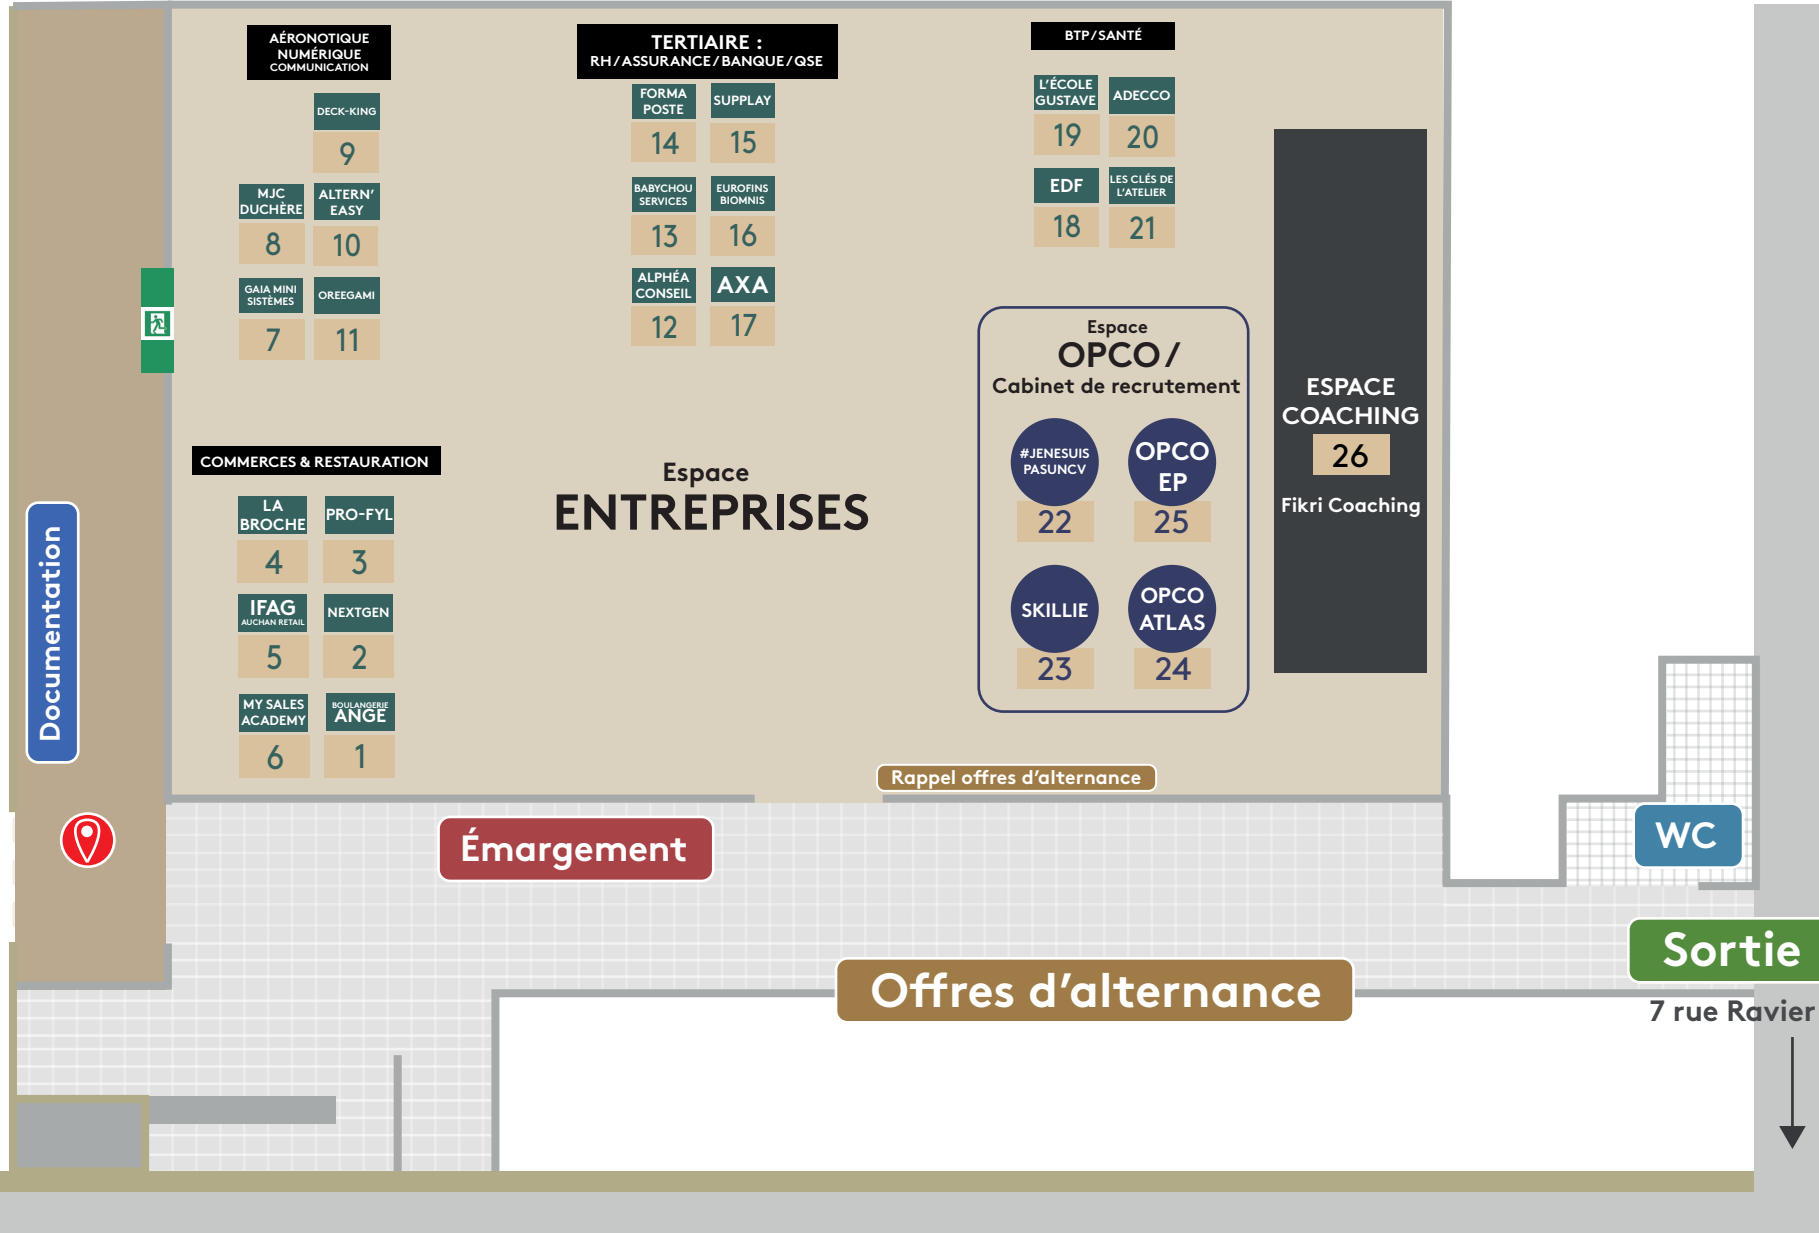 AÉRONOTIQUE
NUMÉRIQUE
COMMUNICATION
DECK-KING
9
MJC
DUCHÈRE
8
ALTERN'
EASY
10
GAIA MINI
SISTÈMES
7
OREEGAMI
11
TERTIAIRE :
RH / ASSURANCE / BANQUE / QSE
FORMA
POSTE
14
SUPPLAY
15
BABYCHOU
SERVICES
13
EUROFINS
BIOMNIS
16
ALPHÉA
CONSEIL
12
AXA
17
BTP / SANTÉ
L'ÉCOLE
GUSTAVE
19
ADECCO
20
EDF
18
LES CLÉS DE
L'ATELIER
21
Espace
OPCO /
Cabinet de recrutement
#JENESUIS
PASUNCV
22
OPCO
EP
25
SKILLIE
23
OPCO
ATLAS
24
ESPACE
COACHING
26
Fikri Coaching
COMMERCES & RESTAURATION
LA
BROCHE
4
PRO-FYL
3
IFAG
AUCHAN RETAIL
5
NEXTGEN
2
MY SALES
ACADEMY
6
BOULANGERIE
ANGE
1
Espace
ENTREPRISES
Documentation
Rappel offres d'alternance
Émargement
WC
Sortie
Offres d'alternance
7 rue Ravier